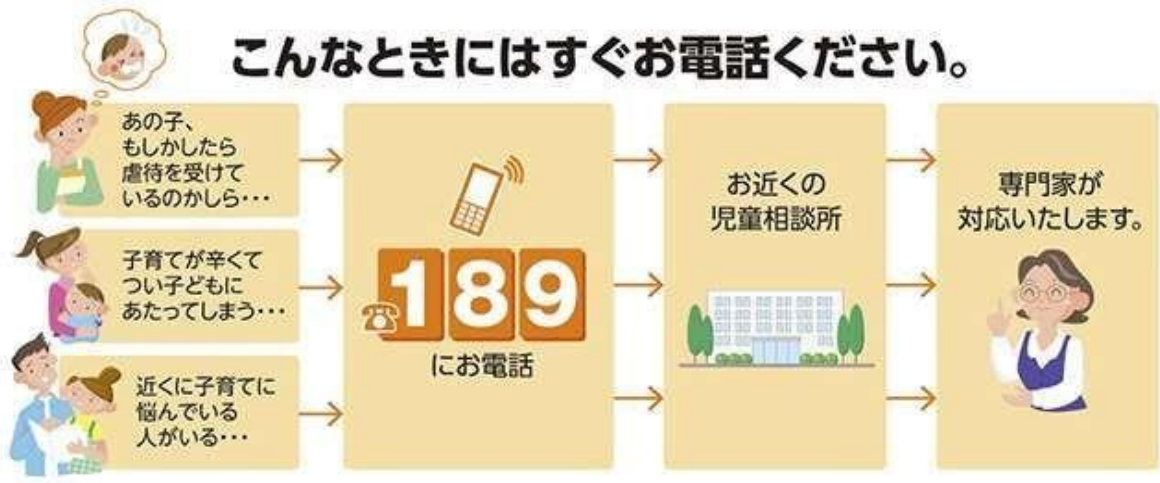 こんなときにはすぐお電話ください。
あの子、
もしかしたら
虐待を受けて
いるのかしら・・・
子育てが辛くて
つい子どもに
あたってしまう・・・
近くに子育てに
悩んでいる
人がいる・・・
189
にお電話
お近くの
児童相談所
専門家が
対応いたします。